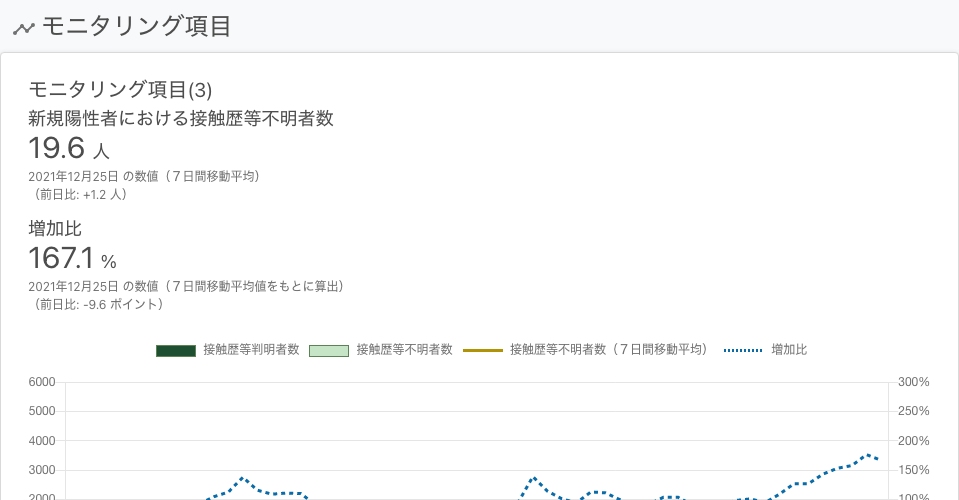 モニタリング項目
モニタリング項目(3)
新規陽性者における接触歴等不明者数
19.6 人
2021年12月25日 の数値（７日間移動平均）
（前日比: +1.2 人）
増加比
167.1 %
2021年12月25日 の数値（７日間移動平均値をもとに算出）
（前日比: -9.6 ポイント）
接触歴等判明者数 接触歴等不明者数 接触歴等不明者数（７日間移動平均） 増加比
6000 300%
5000 250%
4000 200%
3000 150%
2000 100%